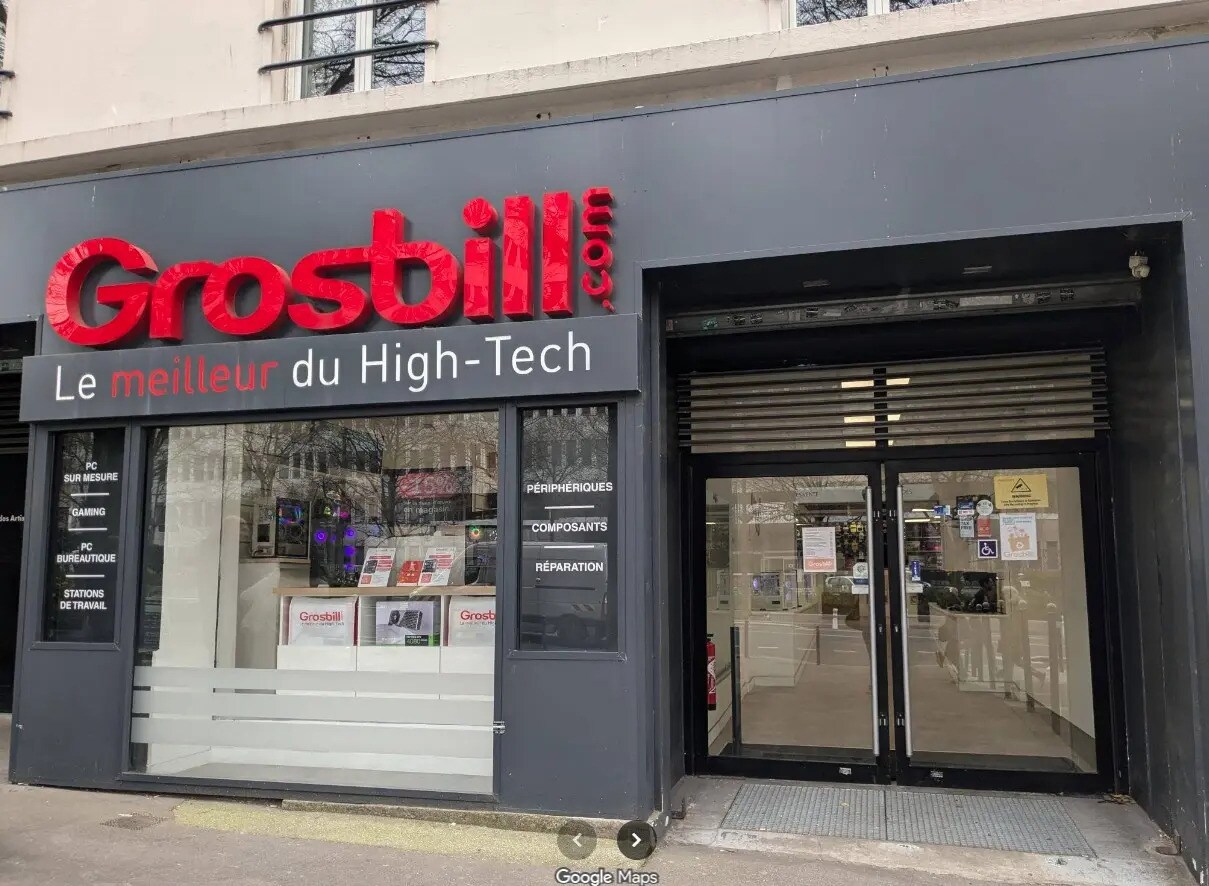 Grosbill.com
Le meilleur du High-Tech
PC
SUR MESURE
GAMING
PC
BUREAUTIQUE
STATIONS
DE TRAVAIL
PÉRIPHÉRIQUES
COMPOSANTS
RÉPARATION
Grosbill
Grosbill
Google Maps